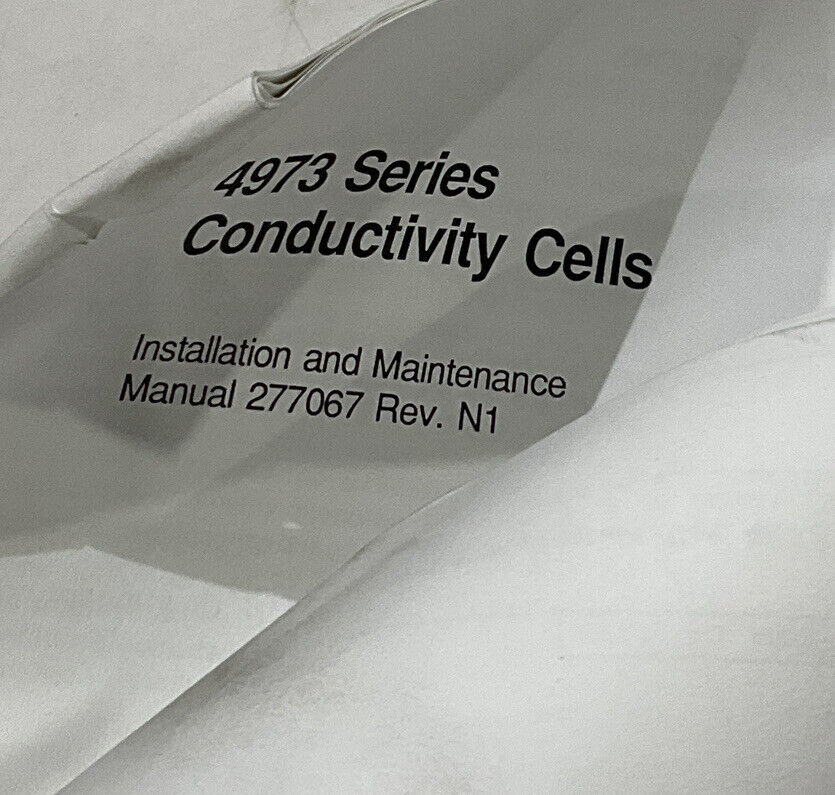 4973 Series
Conductivity Cells
Installation and Maintenance
Manual 277067 Rev. N1